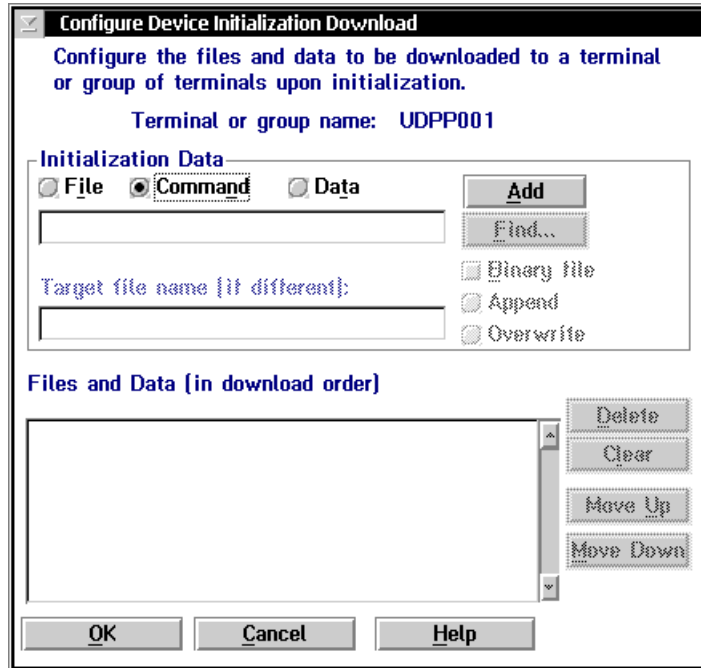 Configure Device Initialization Download
Configure the files and data to be downloaded to a terminal
or group of terminals upon initialization.
Terminal or group name: UDPP001
Initialization Data
File Command Data
Add
Find...
Binary file
Target file name (if different):
Append
Overwrite
Files and Data (in download order)
Delete
Clear
Move Up
Move Down
OK Cancel Help